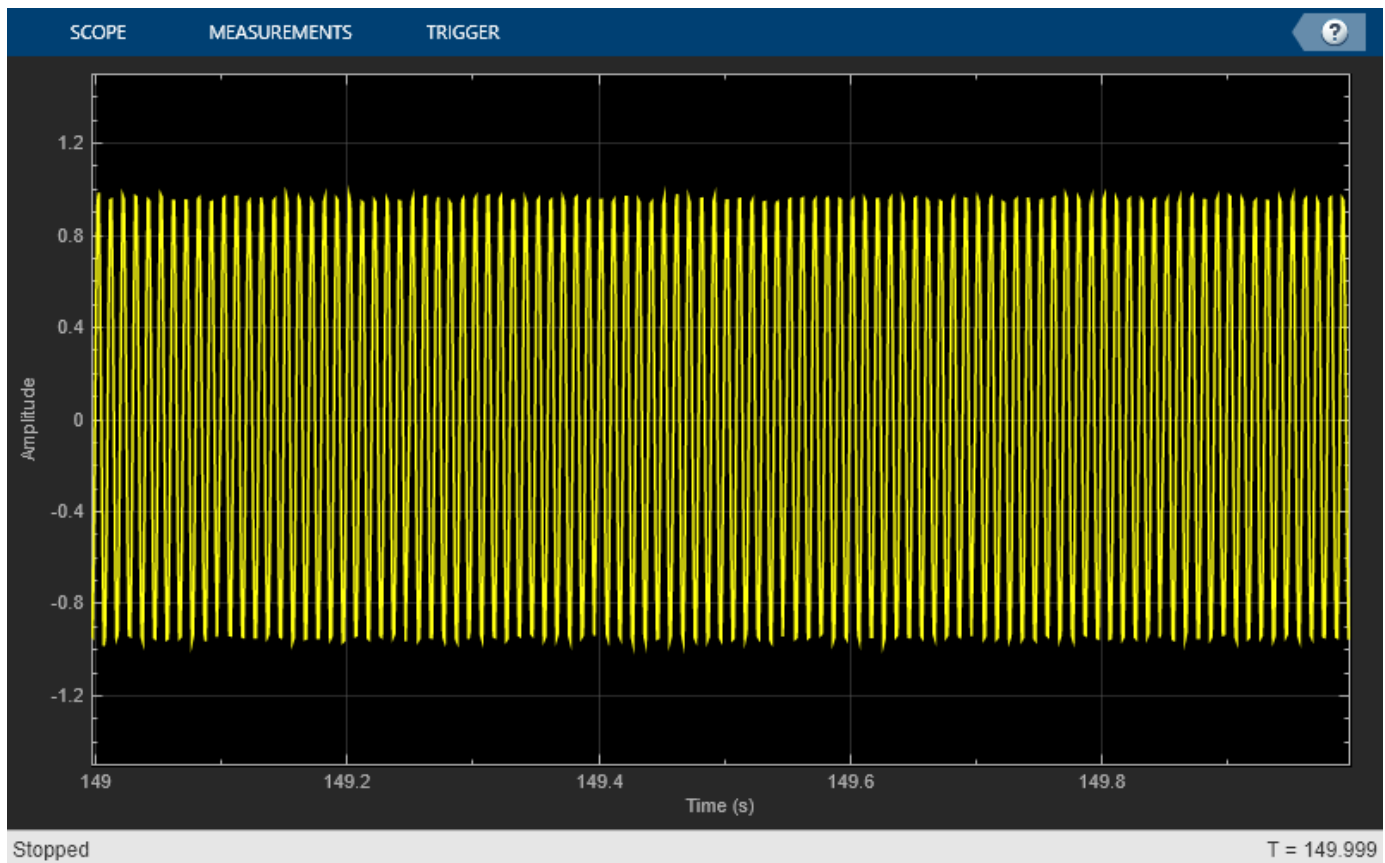 SCOPE MEASUREMENTS TRIGGER ?
1.2
0.8
0.4
0
-0.4
-0.8
-1.2
Amplitude
149 149.2 149.4 149.6 149.8
Time (s)
Stopped T = 149.999